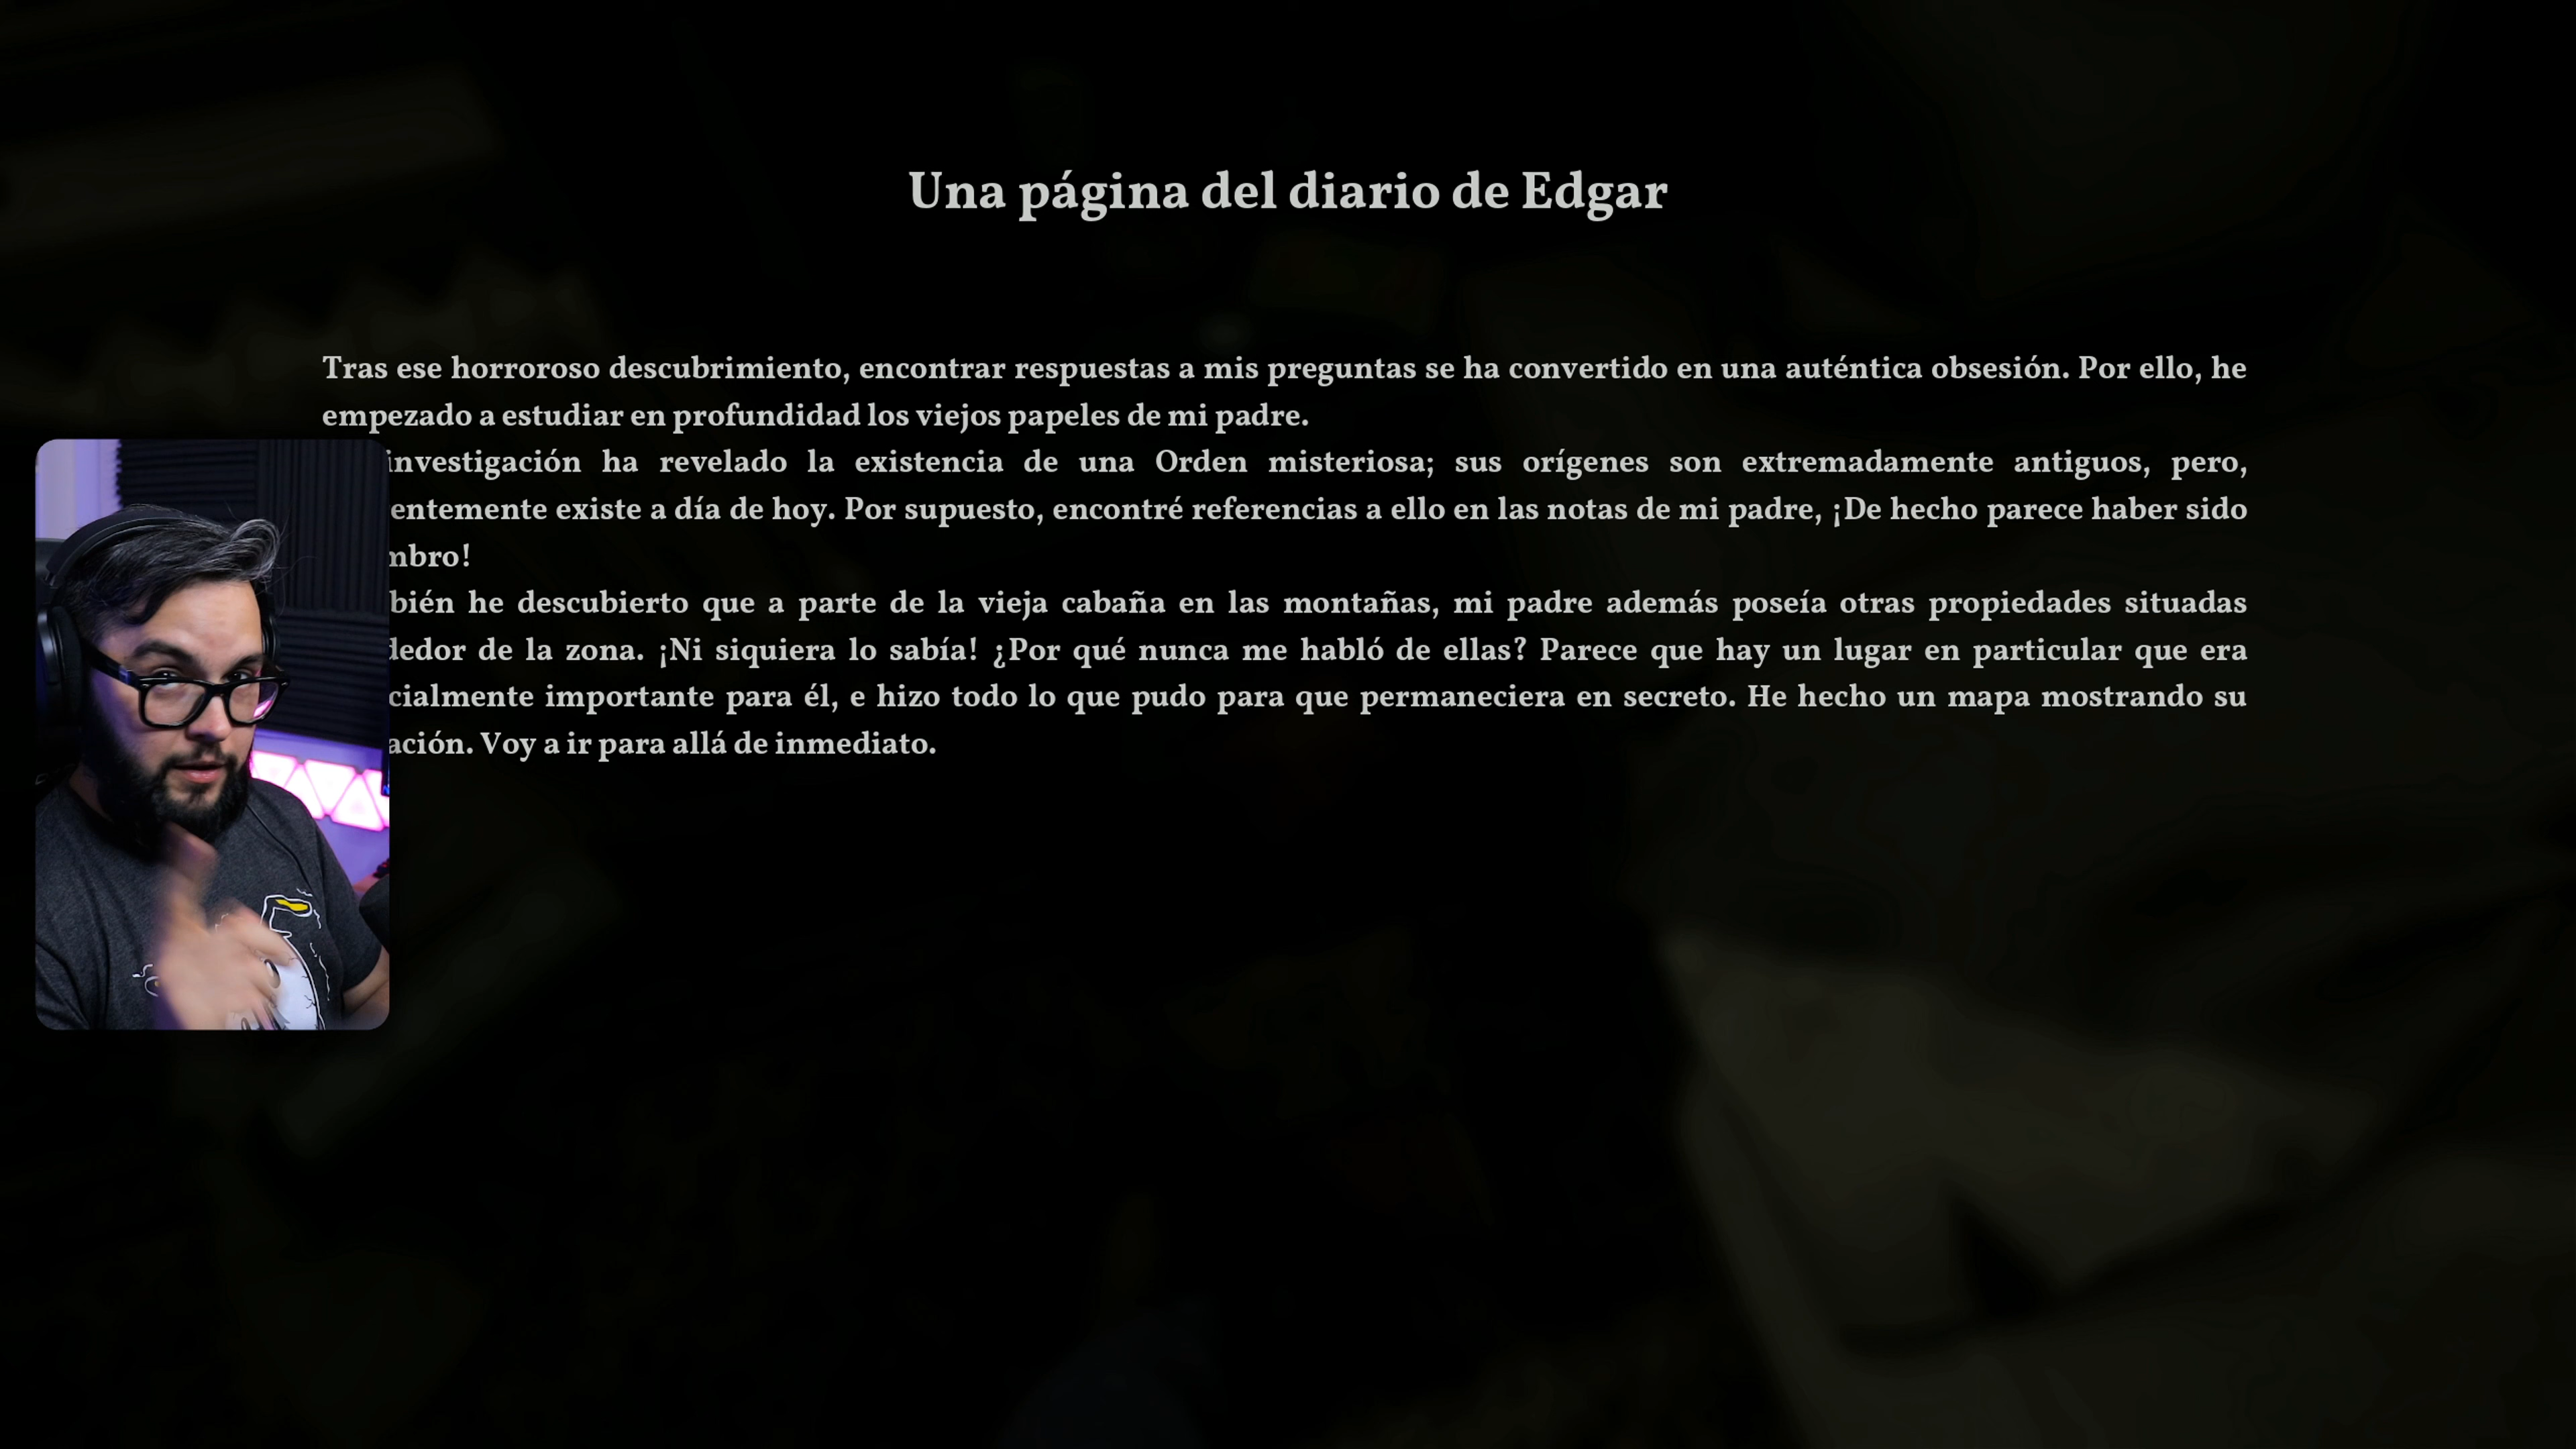 Una página del diario de Edgar
Tras ese horroroso descubrimiento, encontrar respuestas a mis preguntas se ha convertido en una auténtica obsesión. Por ello, he
empezado a estudiar en profundidad los viejos papeles de mi padre.
investigación ha revelado la existencia de una Orden misteriosa; sus orígenes son extremadamente antiguos, pero,
existe a día de hoy. Por supuesto, encontré referencias a ello en las notas de mi padre, ¡De hecho parece haber sido
he descubierto que a parte de la vieja cabaña en las montañas, mi padre además poseía otras propiedades situadas
de la zona. ¡Ni siquiera lo sabía! ¿Por qué nunca me habló de ellas? Parece que hay un lugar en particular que era
importante para él, e hizo todo lo que pudo para que permaneciera en secreto. He hecho un mapa mostrando su
Voy a ir para allá de inmediato.